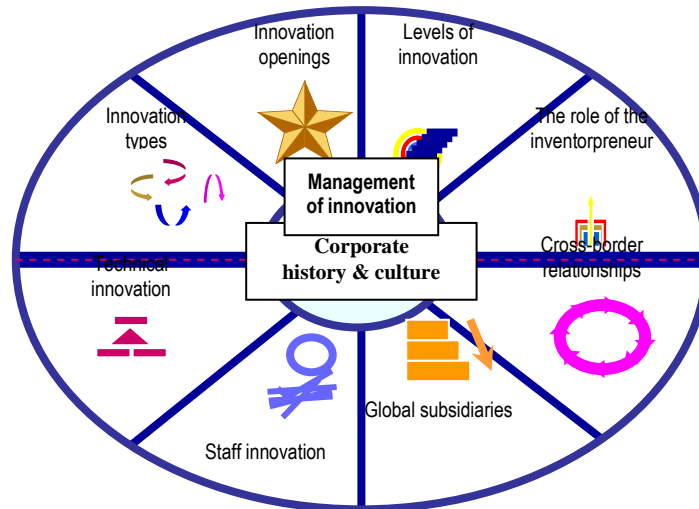 Innovation
openings
Levels of
innovation
Innovation
types
The role of the
inventorpreneur
Management
of innovation
Corporate
history & culture
Technical
innovation
Cross-border
relationships
Global subsidiaries
Staff innovation